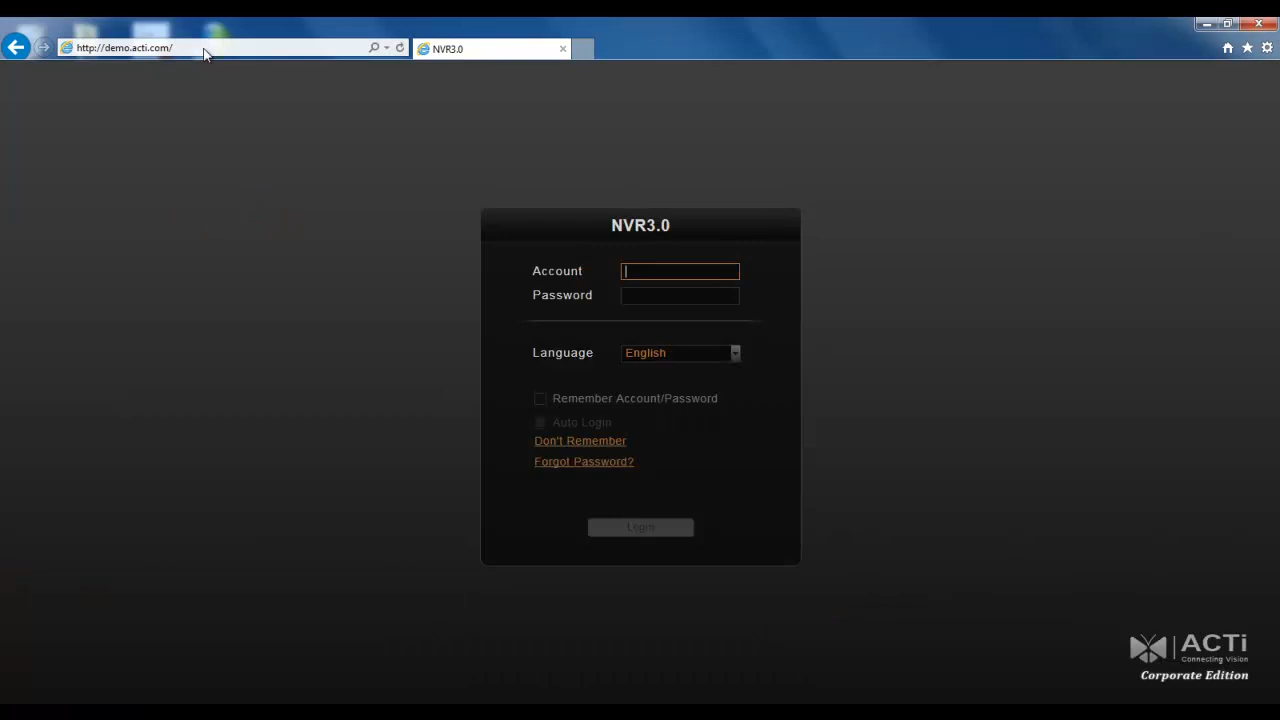 http://demo.acti.com/
NVR3.0
NVR3.0
Account
Password
Language
English
Remember Account/Password
Auto Login
Don't Remember
Forgot Password?
Login
ACTi
Connecting Vision
Corporate Edition